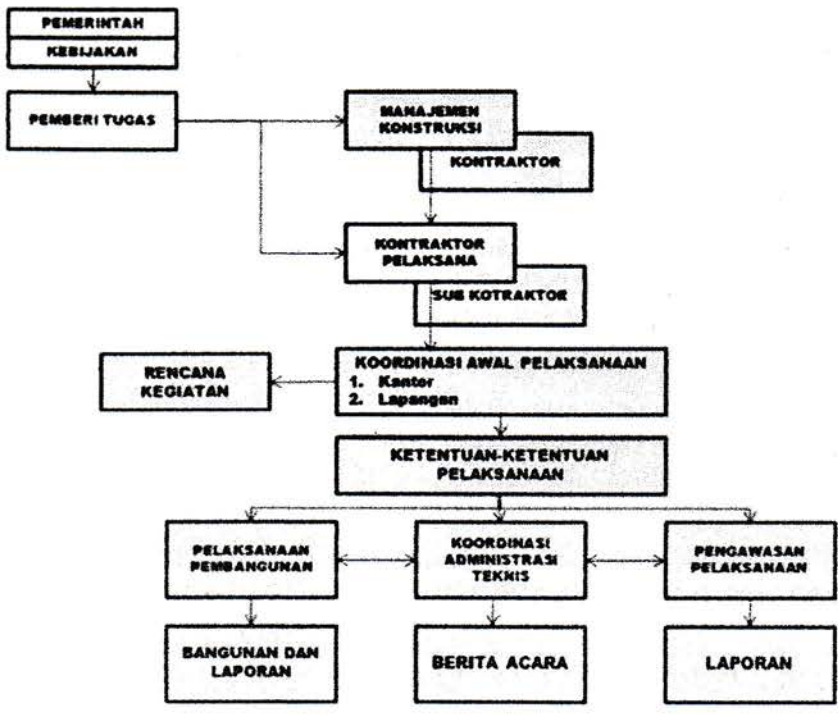 PEMERINTAH
KEBIJAKAN
PEMBERI TUGAS
MANAJEMEN
KONSTRUKSI
KONTRAKTOR
KONTRAKTOR
PELAKSANA
SUB KOTRAKTOR
KOORDINASI AWAL PELAKSANAAN
1. Kantor
2. Lapangan
RENCANA
KEGIATAN
KETENTUAN-KETENTUAN
PELAKSANAAN
PELAKSANAAN
PEMBANGUNAN
KOORDINASI
ADMINISTRASI
TEKNIS
PENGAWASAN
PELAKSANAAN
BANGUNAN DAN
LAPORAN
BERITA ACARA
LAPORAN